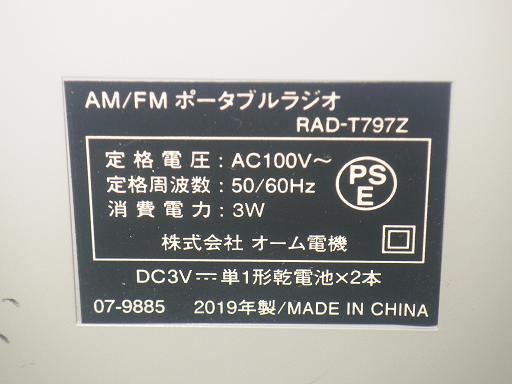 AM/FM ポータブルラジオ
RAD-T797Z
定格電圧：AC100V～
定格周波数：50/60Hz
消費電力：3W
PSE
株式会社 オーム電機
DC3V⎓単1形乾電池×2本
07-9885 2019年製/MADE IN CHINA